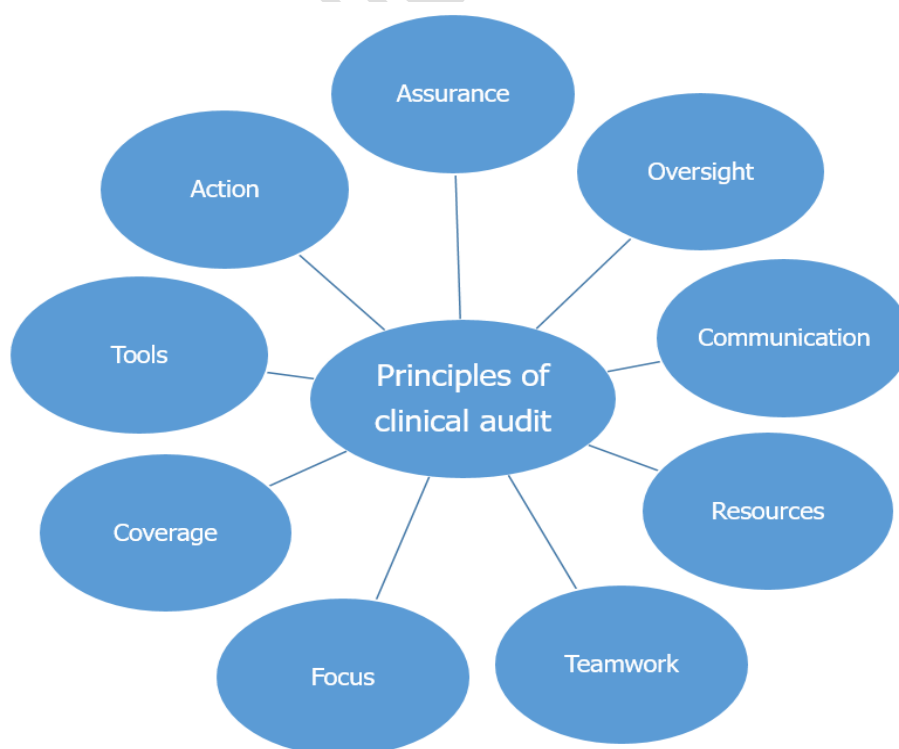 Assurance
Oversight
Communication
Resources
Teamwork
Focus
Coverage
Tools
Action
Principles of
clinical audit